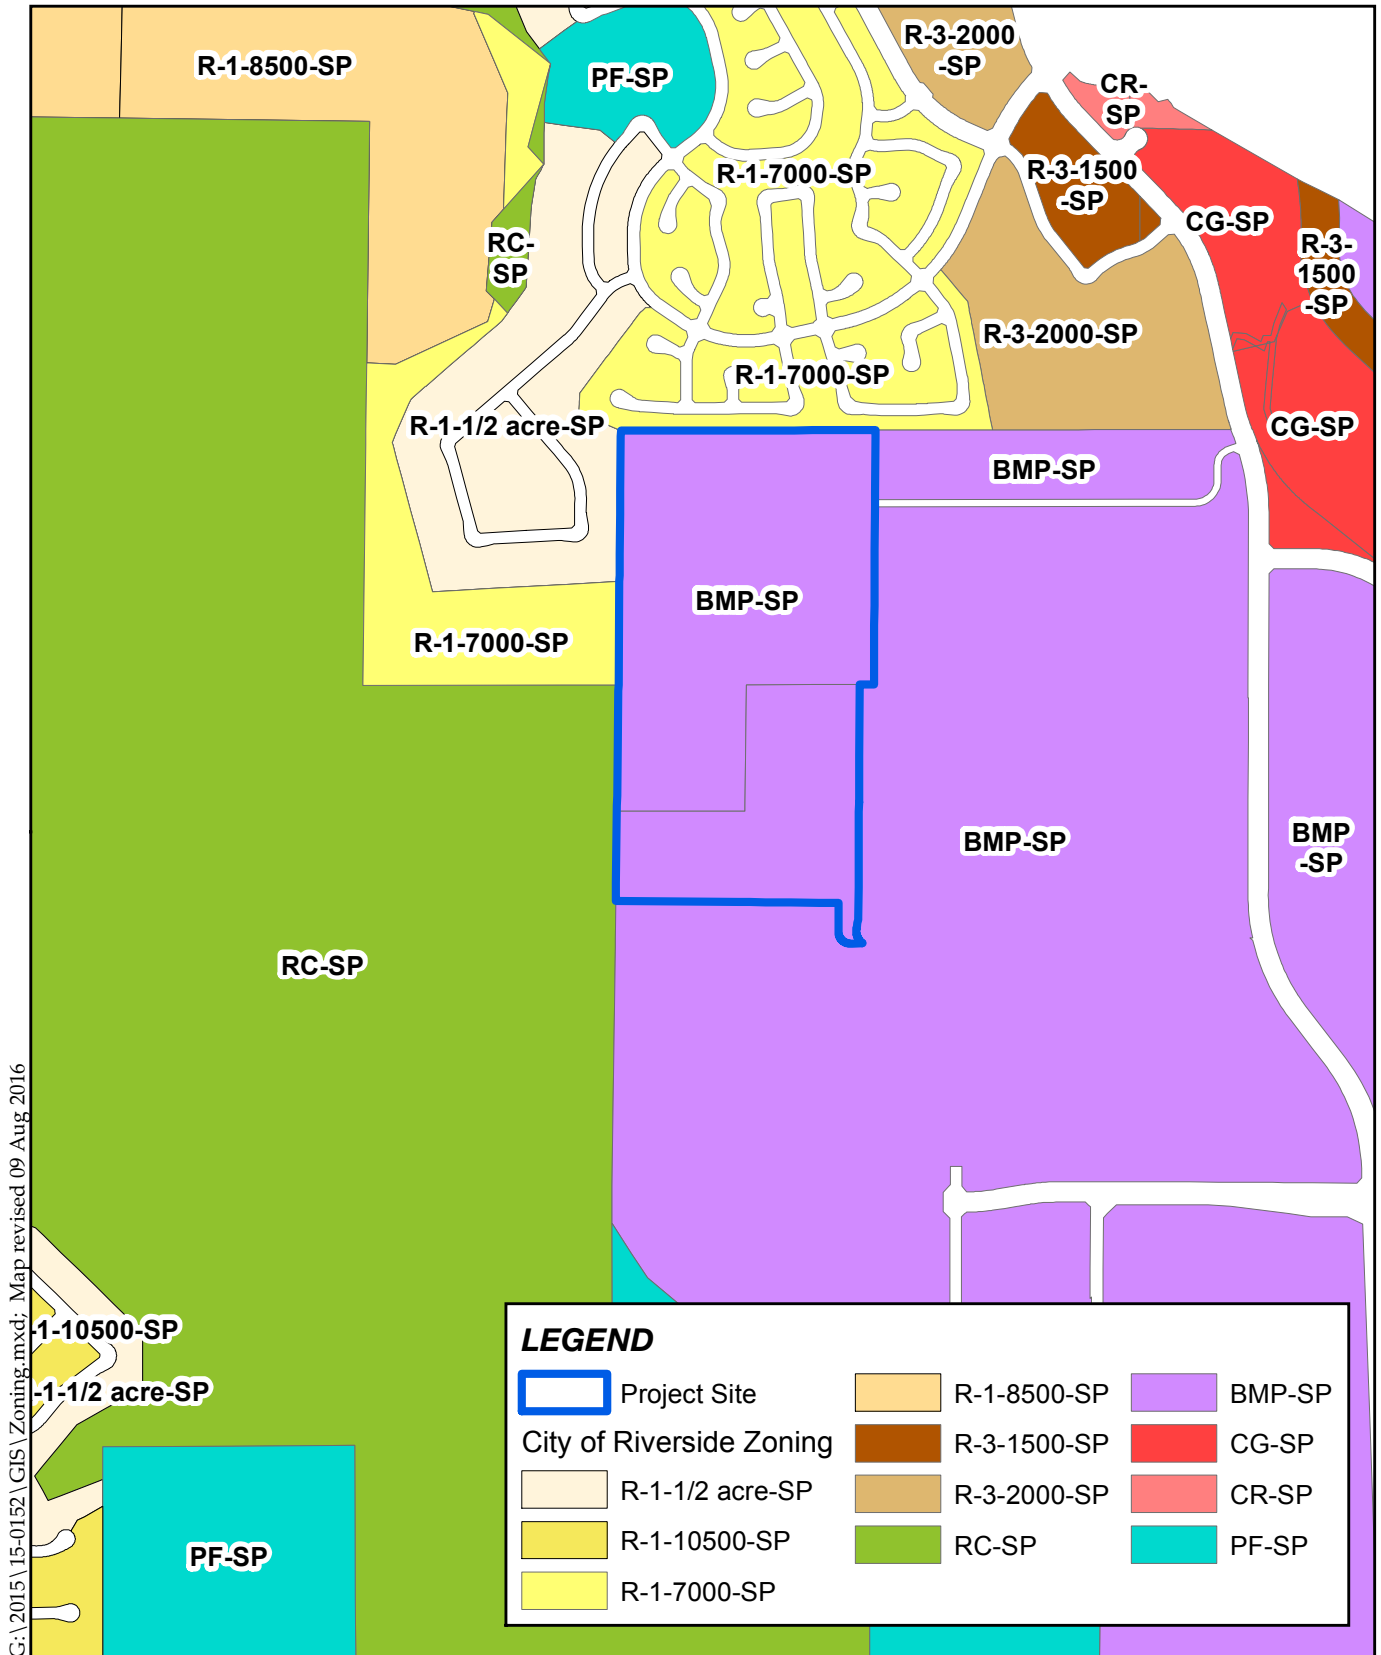 R-3-2000
-SP
R-1-8500-SP
PF-SP
CR-
SP
R-1-7000-SP
R-3-1500
-SP
CG-SP
RC-
SP
R-3-
1500
-SP
R-3-2000-SP
R-1-7000-SP
R-1-1/2 acre-SP
CG-SP
BMP-SP
BMP-SP
R-1-7000-SP
BMP-SP
BMP
-SP
RC-SP
-1-10500-SP
-1-1/2 acre-SP
PF-SP
G:\2015\15-0152\GIS\Zoning.mxd; Map revised 09 Aug 2016
LEGEND
Project Site
City of Riverside Zoning
R-1-1/2 acre-SP
R-1-10500-SP
R-1-7000-SP
R-1-8500-SP
R-3-1500-SP
R-3-2000-SP
RC-SP
BMP-SP
CG-SP
CR-SP
PF-SP